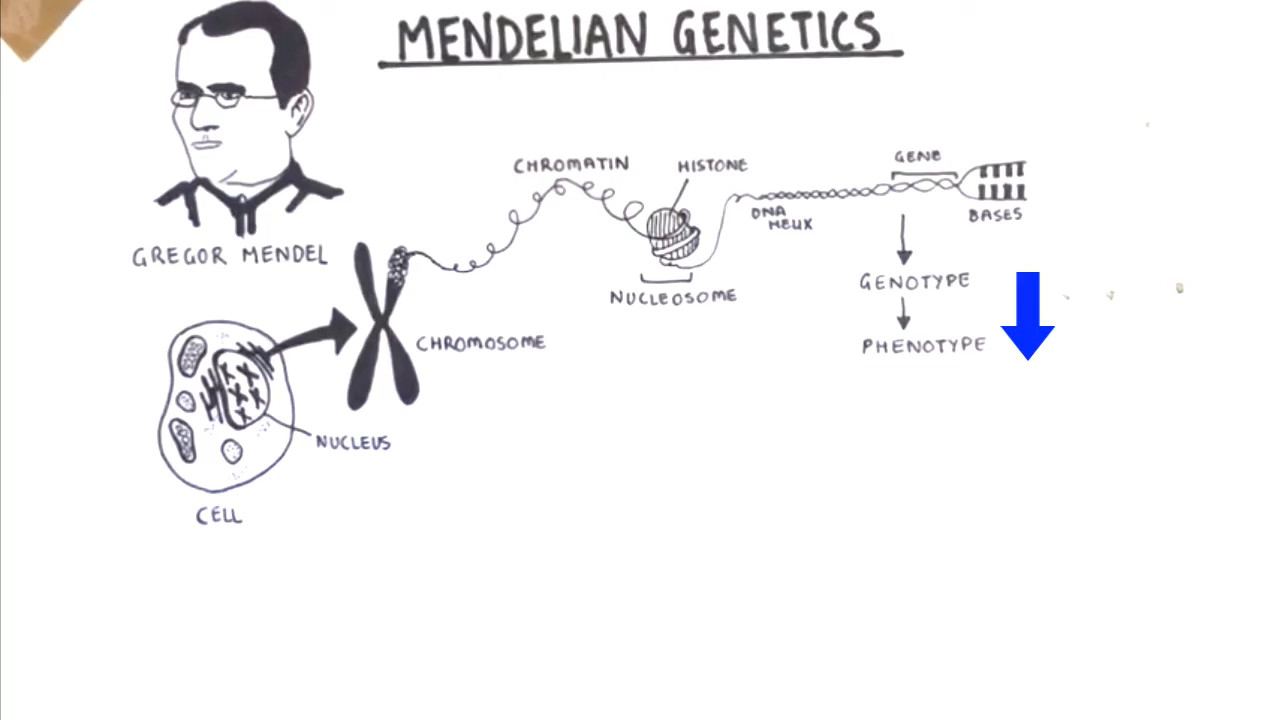 MENDELIAN GENETICS
GREGOR MENDEL
CHROMATIN
HISTONE
GENE
DNA
HELIX
BASES
NUCLEOSOME
GENOTYPE
PHENOTYPE
CHROMOSOME
NUCLEUS
CELL